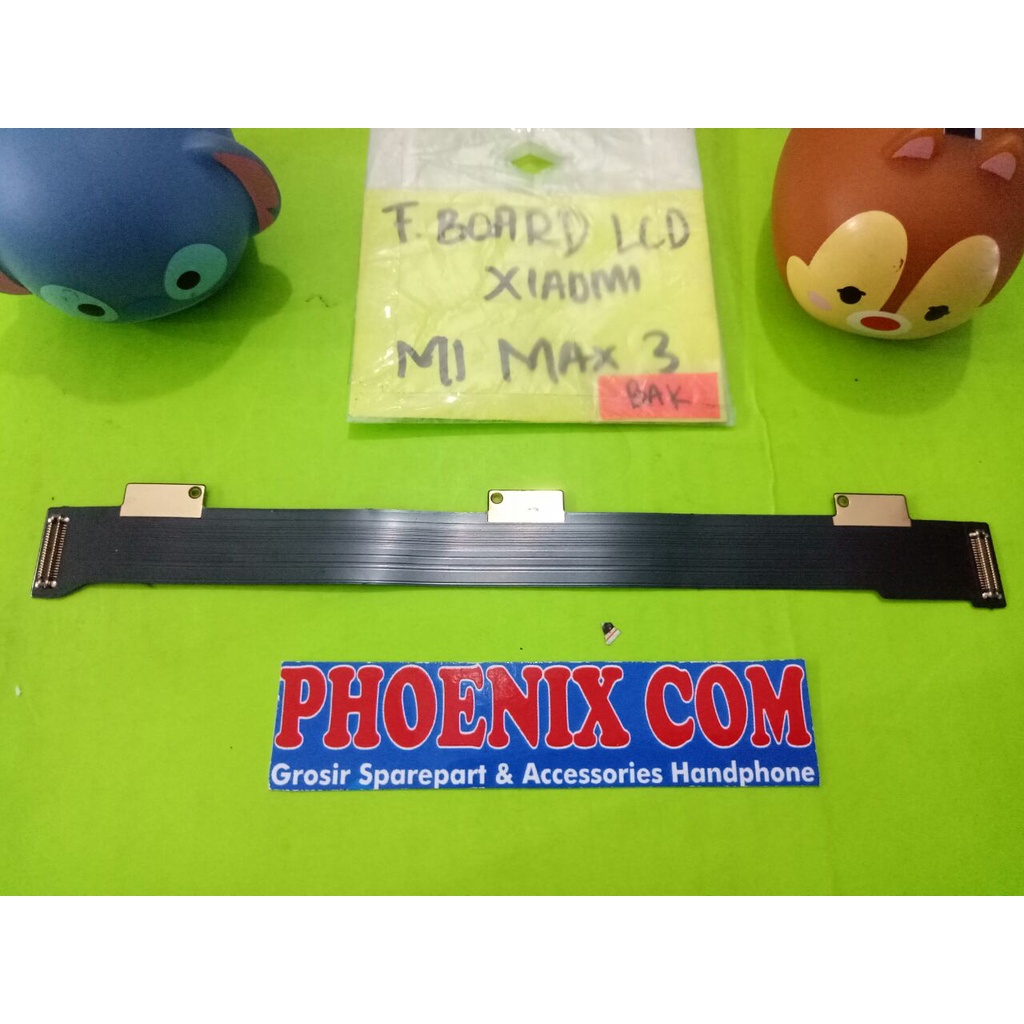 F. BOARD LCD
XIAOMI
MI MAX 3
BAK
PHOENIX COM
Grosir Sparepart & Accessories Handphone